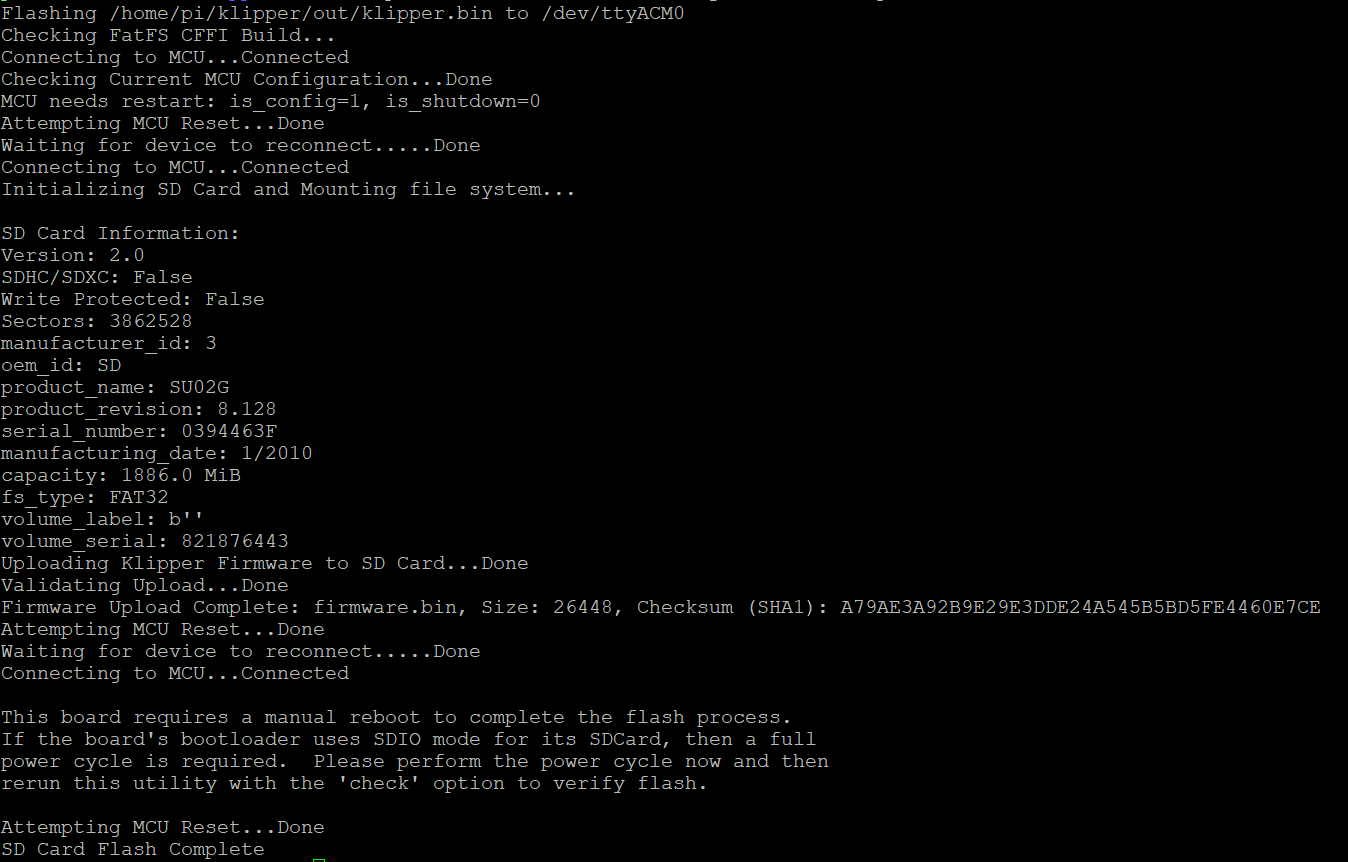 Flashing /home/pi/klipper/out/klipper.bin to /dev/ttyACM0
Checking FatFS CFFI Build...
Connecting to MCU...Connected
Checking Current MCU Configuration...Done
MCU needs restart: is_config=1, is_shutdown=0
Attempting MCU Reset...Done
Waiting for device to reconnect.....Done
Connecting to MCU...Connected
Initializing SD Card and Mounting file system...

SD Card Information:
Version: 2.0
SDHC/SDXC: False
Write Protected: False
Sectors: 3862528
manufacturer_id: 3
oem_id: SD
product_name: SU02G
product_revision: 8.128
serial_number: 0394463F
manufacturing_date: 1/2010
capacity: 1886.0 MiB
fs_type: FAT32
volume_label: b''
volume_serial: 821876443
Uploading Klipper Firmware to SD Card...Done
Validating Upload...Done
Firmware Upload Complete: firmware.bin, Size: 26448, Checksum (SHA1): A79AE3A92B9E29E3DDE24A545B5BD5FE4460E7CE
Attempting MCU Reset...Done
Waiting for device to reconnect.....Done
Connecting to MCU...Connected

This board requires a manual reboot to complete the flash process.
If the board's bootloader uses SDIO mode for its SDCard, then a full
power cycle is required.  Please perform the power cycle now and then
rerun this utility with the 'check' option to verify flash.

Attempting MCU Reset...Done
SD Card Flash Complete